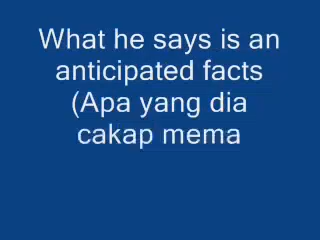 What he says is an
anticipated facts
(Apa yang dia
cakap mema